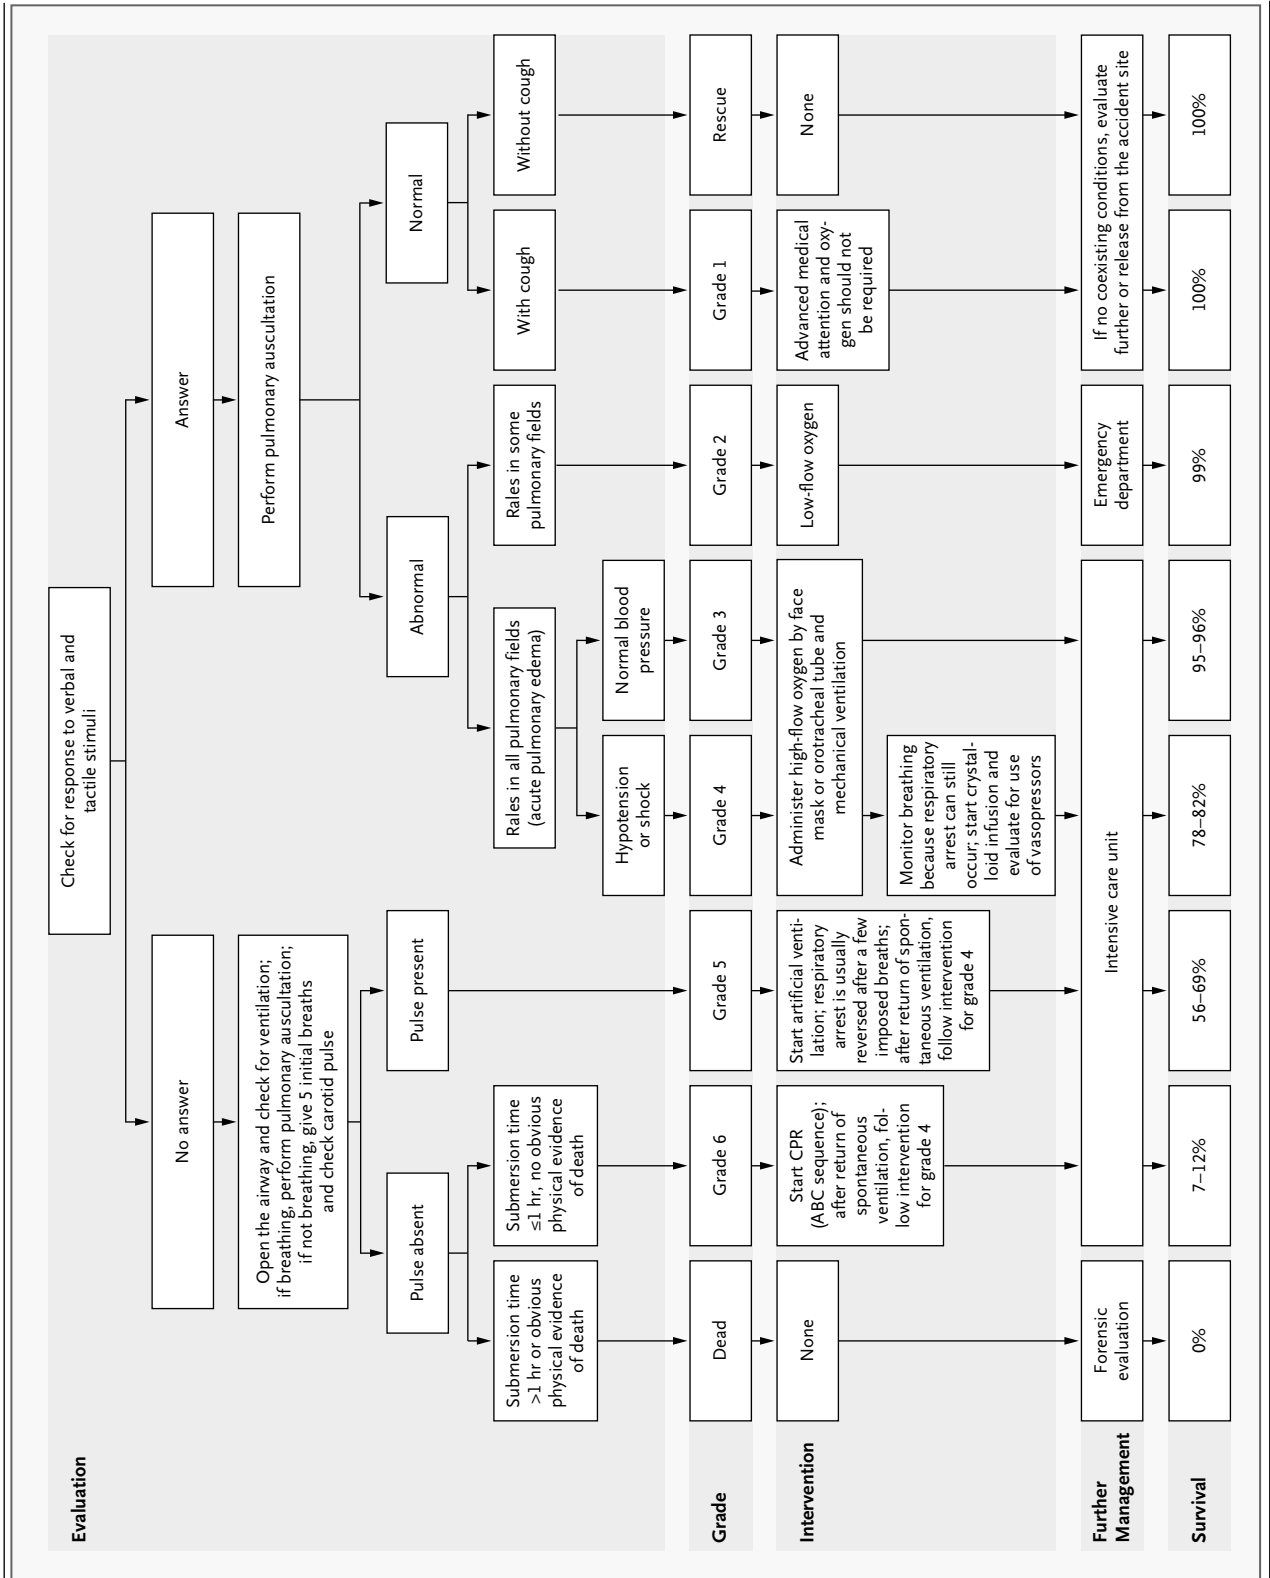 Evaluation
Check for response to verbal and
tactile stimuli
No answer
Answer
Open the airway and check for ventilation;
if breathing, perform pulmonary auscultation;
if not breathing, give 5 initial breaths
and check carotid pulse
Perform pulmonary auscultation
Pulse absent
Pulse present
Abnormal
Normal
Submersion time
>1 hr or obvious
physical evidence
of death
Submersion time
≤1 hr, no obvious
physical evidence
of death
Rales in all pulmonary fields
(acute pulmonary edema)
Rales in some
pulmonary fields
With cough
Without cough
Hypotension
or shock
Normal blood
pressure
Grade
Dead
Grade 6
Grade 5
Grade 4
Grade 3
Grade 2
Grade 1
Rescue
Intervention
None
Start CPR
(ABC sequence);
after return of
spontaneous
ventilation, fol-
low intervention
for grade 4
Start artificial venti-
lation; respiratory
arrest is usually
reversed after a few
imposed breaths;
after return of spon-
taneous ventilation,
follow intervention
for grade 4
Administer high-flow oxygen by face
mask or orotracheal tube and
mechanical ventilation
Monitor breathing
because respiratory
arrest can still
occur; start crystal-
loid infusion and
evaluate for use
of vasopressors
Low-flow oxygen
Advanced medical
attention and oxy-
gen should not
be required
None
Further
Management
Forensic
evaluation
Intensive care unit
Emergency
department
If no coexisting conditions, evaluate
further or release from the accident site
Survival
0%
7–12%
56–69%
78–82%
95–96%
99%
100%
100%